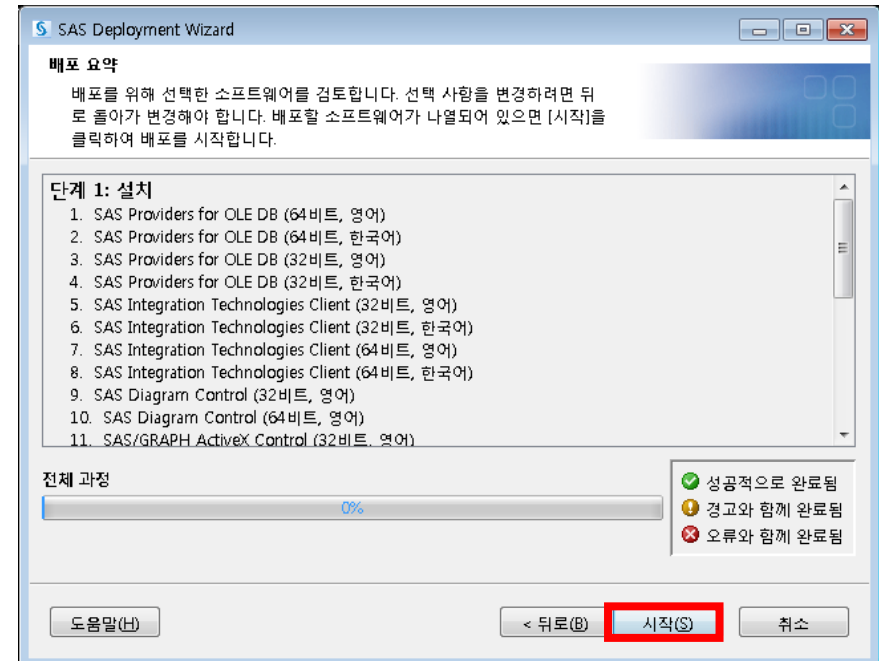 SAS Deployment Wizard
배포 요약
배포를 위해 선택한 소프트웨어를 검토합니다. 선택 사항을 변경하려면 뒤
로 돌아가 변경해야 합니다. 배포할 소프트웨어가 나열되어 있으면 [시작]을
클릭하여 배포를 시작합니다.
단계 1: 설치
1. SAS Providers for OLE DB (64비트, 영어)
2. SAS Providers for OLE DB (64비트, 한국어)
3. SAS Providers for OLE DB (32비트, 영어)
4. SAS Providers for OLE DB (32비트, 한국어)
5. SAS Integration Technologies Client (32비트, 영어)
6. SAS Integration Technologies Client (32비트, 한국어)
7. SAS Integration Technologies Client (64비트, 영어)
8. SAS Integration Technologies Client (64비트, 한국어)
9. SAS Diagram Control (32비트, 영어)
10. SAS Diagram Control (64비트, 영어)
11. SAS/GRAPH ActiveX Control (32비트, 영어)
전체 과정
0%
성공적으로 완료됨
경고와 함께 완료됨
오류와 함께 완료됨
도움말(H) < 뒤로(B) 시작(S) 취소